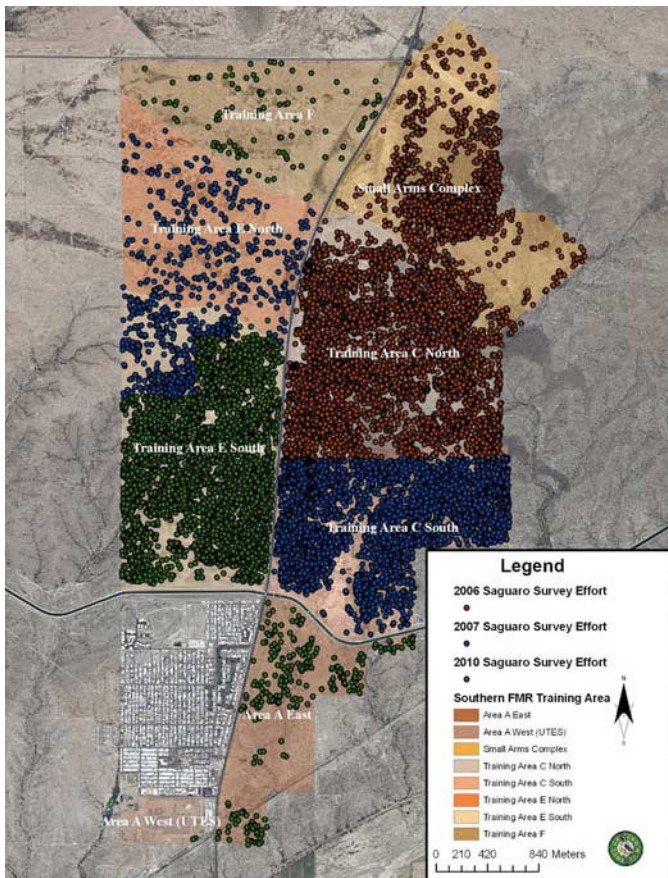 Training Area F
Small Arms Complex
Training Area E North
Training Area C North
Training Area E South
Training Area C South
Area A East
Area A West (UTES)
Legend
2006 Saguaro Survey Effort
2007 Saguaro Survey Effort
2010 Saguaro Survey Effort
Southern FMR Training Area
Area A East
Area A West (UTES)
Small Arms Complex
Training Area C North
Training Area C South
Training Area E North
Training Area E South
Training Area F
N
S
0 210 420 840 Meters